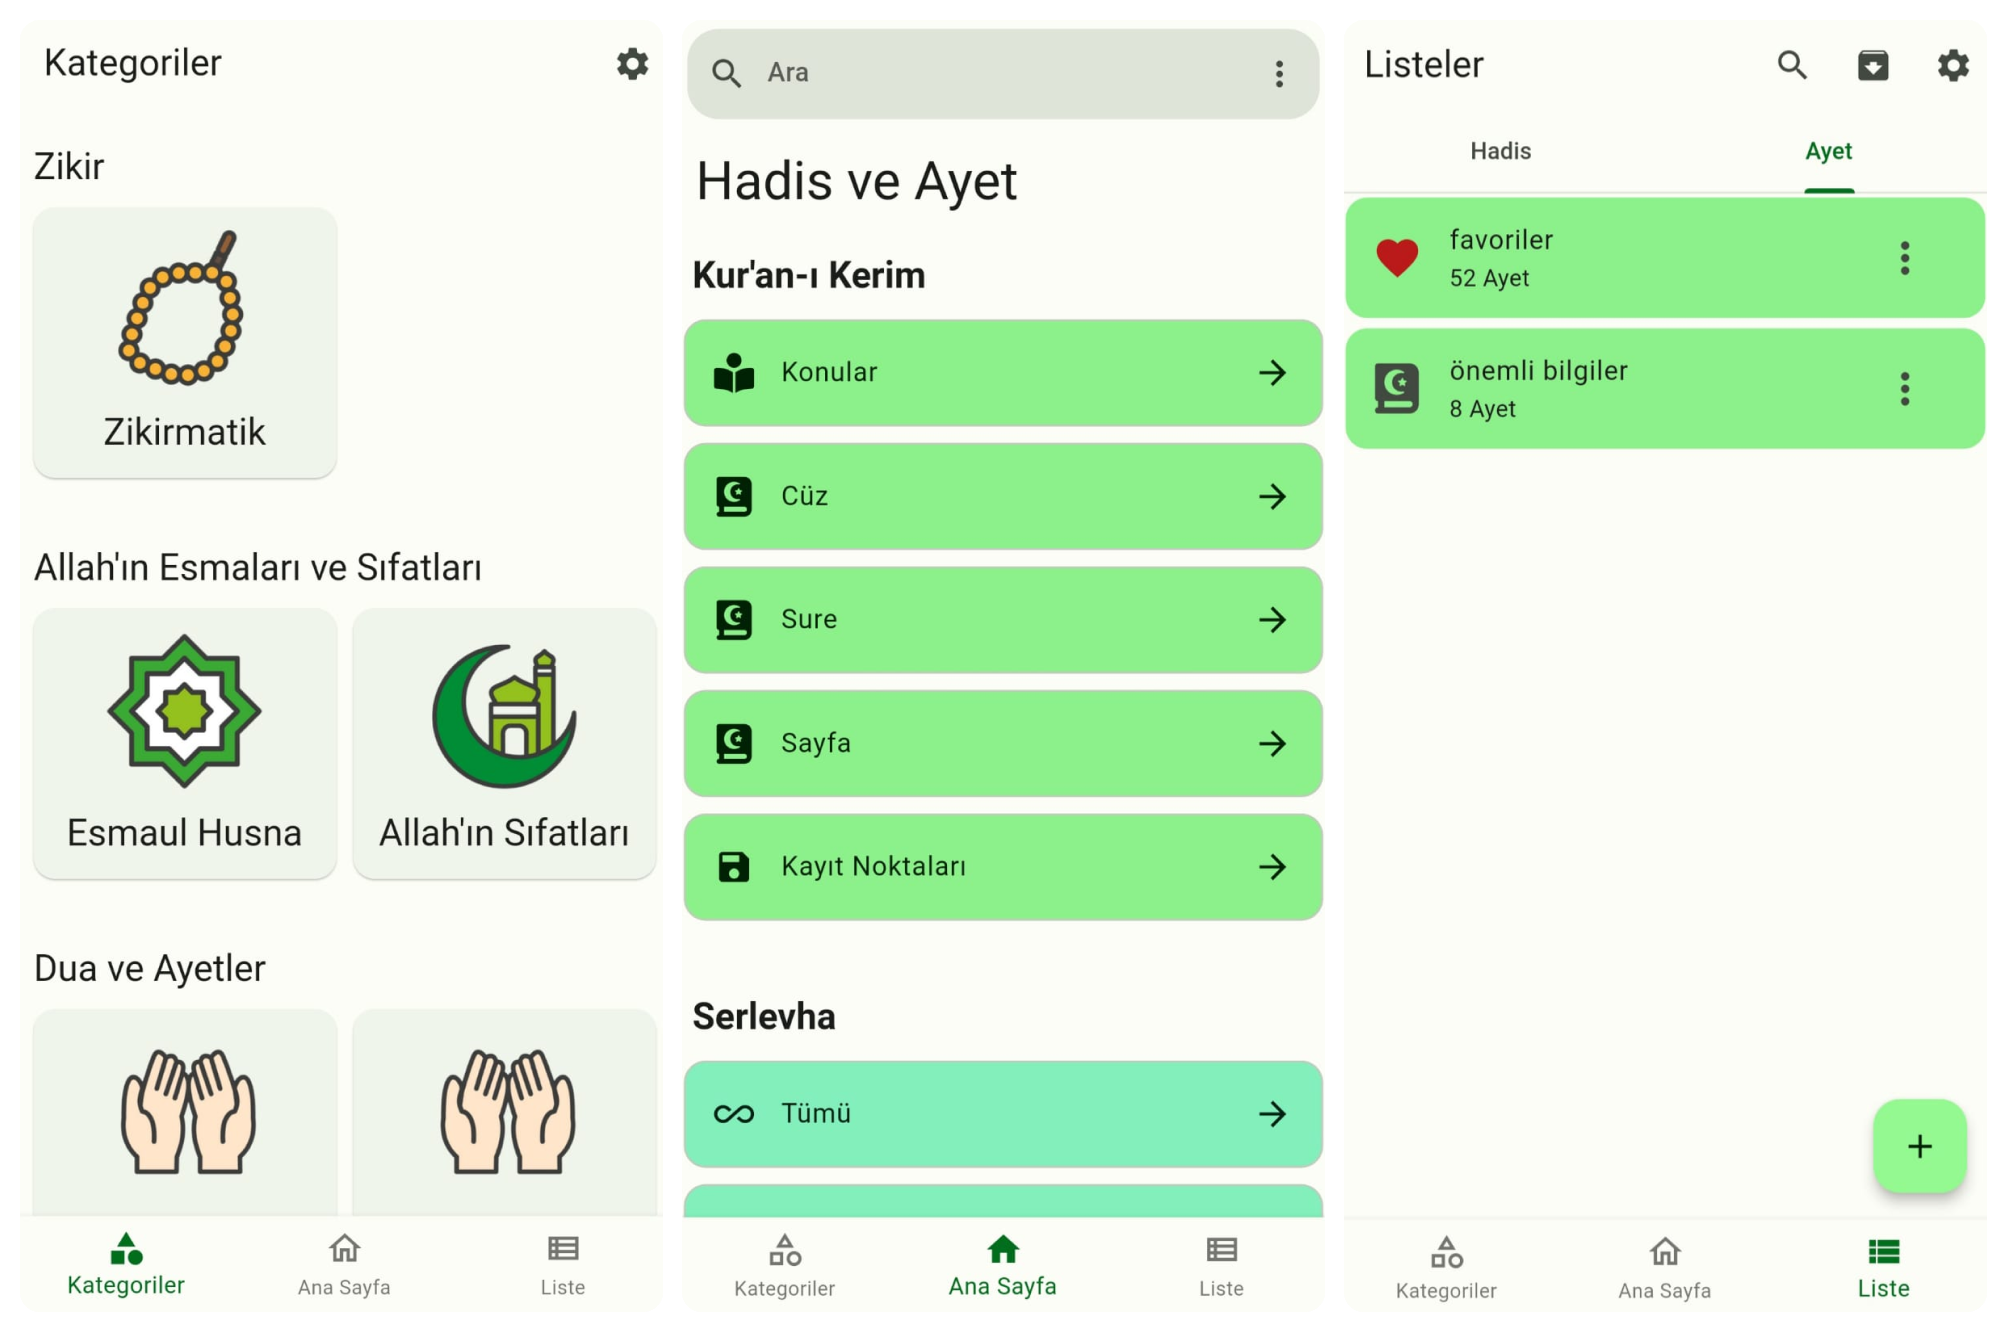 Kategoriler
Zikir
Zikirmatik
Allah'ın Esmaları ve Sıfatları
Esmaul Husna
Allah'ın Sıfatları
Dua ve Ayetler
Kategoriler
Ana Sayfa
Liste
Ara
Hadis ve Ayet
Kur'an-ı Kerim
Konular
Cüz
Sure
Sayfa
Kayıt Noktaları
Serlevha
Tümü
Kategoriler
Ana Sayfa
Liste
Listeler
Hadis
Ayet
favoriler
52 Ayet
önemli bilgiler
8 Ayet
Kategoriler
Ana Sayfa
Liste